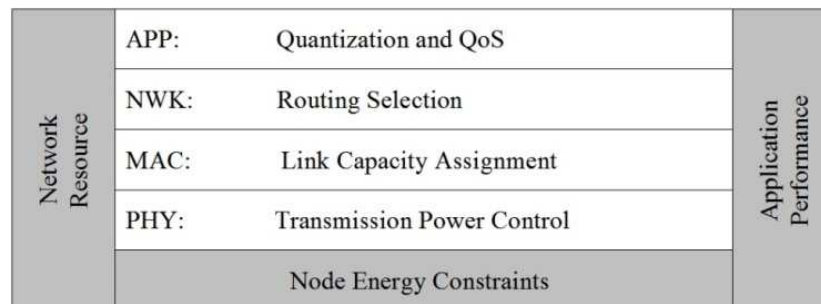 Network
Resource
APP: Quantization and QoS
NWK: Routing Selection
MAC: Link Capacity Assignment
PHY: Transmission Power Control
Node Energy Constraints
Application
Performance